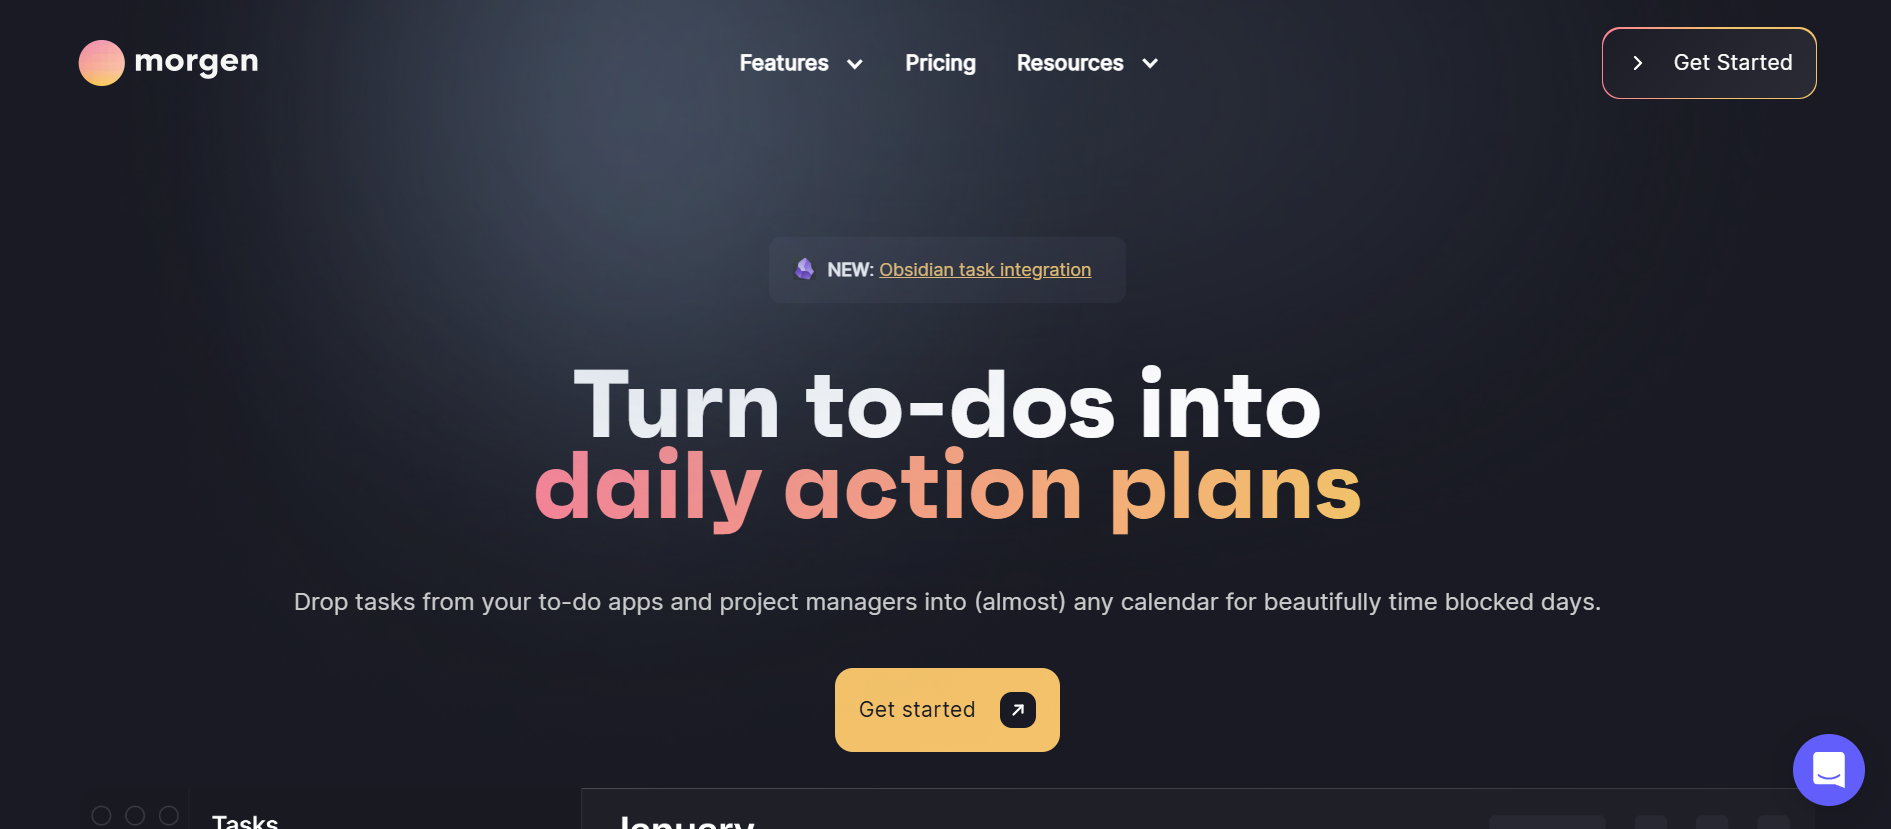 morgen
Features
Pricing
Resources
Get Started
NEW: Obsidian task integration
Turn to-dos into
daily action plans
Drop tasks from your to-do apps and project managers into (almost) any calendar for beautifully time blocked days.
Get started
Tasks
January